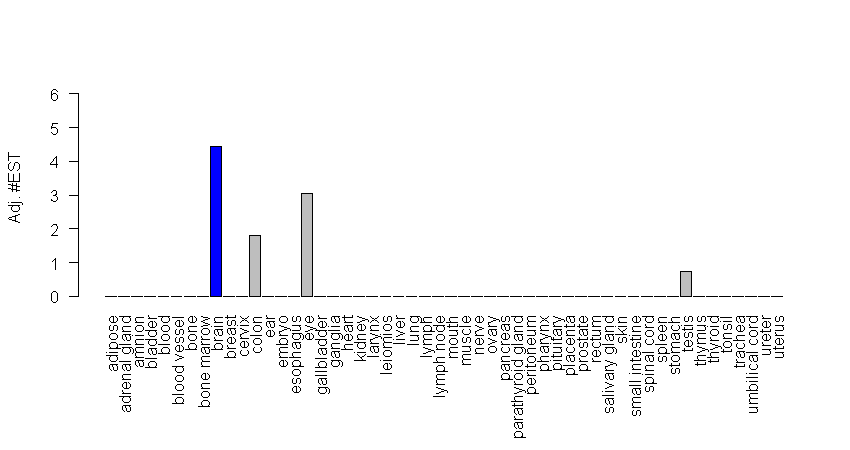 Adj. #EST
6
5
4
3
2
1
0
adipose
adrenal gland
amnion
bladder
blood
blood vessel
bone
bone marrow
brain
breast
cervix
colon
ear
embryo
esophagus
eye
gallbladder
ganglia
heart
kidney
larynx
leiomios
liver
lung
lymph
lymph node
mouth
muscle
nerve
ovary
pancreas
parathyroid gland
peritoneum
pharynx
pituitary
placenta
prostate
rectum
salivary gland
skin
small intestine
spinal cord
spleen
stomach
testis
thymus
thyroid
tonsil
trachea
umbilical cord
ureter
uterus